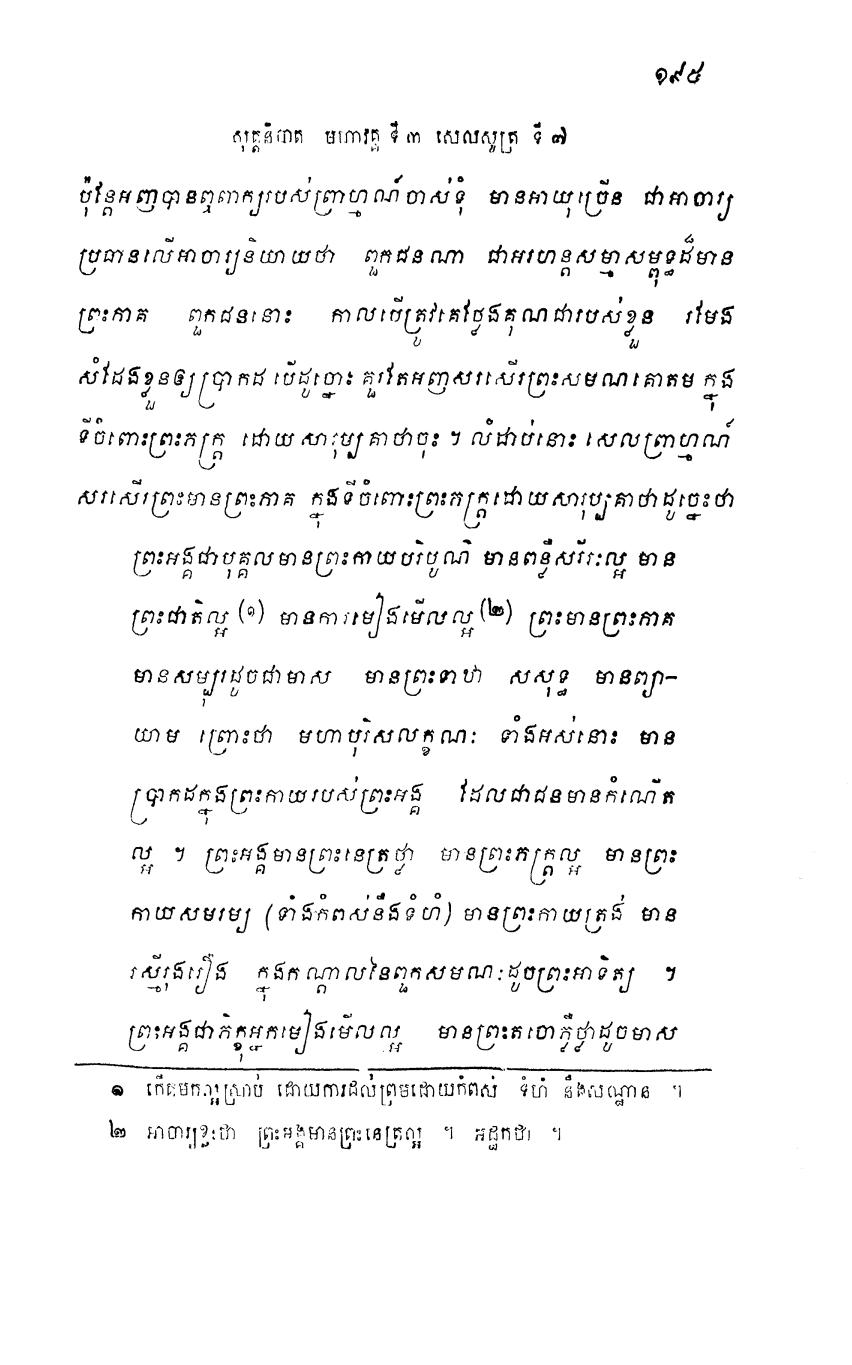 ១៩៥
សុត្តនិបាត មហាវគ្គ ទី ៣ សេលសូត្រ ទី ៧
ប៉ុន្តែអញបានឮពាក្យរបស់ព្រាហ្មណ៍ចាស់ទុំ មានអាយុច្រើន ជាអាចារ្យ
ប្រធានលើអាចារ្យនិយាយថា ពួកជនណា ជាអរហន្តសម្មាសម្ពុទ្ធដ៏មាន
ព្រះភាគ ពួកជននោះ កាលបើត្រូវគេថ្លែងគុណជារបស់ខ្លួន រមែង
សំដែងខ្លួនឲ្យប្រាកដ បើដូច្នោះ គួរតែអញសរសើរព្រះសមណគោតម ក្នុង
ទីចំពោះព្រះភក្ត្រ ដោយសារុប្បគាថាចុះ ។ លំដាប់នោះ សេលព្រាហ្មណ៍
សរសើរព្រះមានព្រះភាគ ក្នុងទីចំពោះព្រះភក្ត្រដោយសារុប្បគាថាដូច្នេះថា
ព្រះអង្គជាបុគ្គលមានព្រះកាយបរិបូណ៌ មានពន្លឺសរីរៈល្អ មាន
ព្រះជាតិល្អ (១) មានការមៀងមើលល្អ (២) ព្រះមានព្រះភាគ
មានសម្បុរដូចជាមាស មានព្រះទាឋា សសុទ្ធ មានព្យា-
យាម ព្រោះថា មហាបុរិសលក្ខណៈ ទាំងអស់នោះ មាន
ប្រាកដក្នុងព្រះកាយរបស់ព្រះអង្គ ដែលជាជនមានកំណើត
ល្អ ។ ព្រះអង្គមានព្រះនេត្រថ្លា មានព្រះភក្ត្រល្អ មានព្រះ
កាយសមរម្យ (ទាំងកំពស់នឹងទំហំ) មានព្រះកាយត្រង់ មាន
រស្មីរុងរឿង ក្នុងកណ្តាលនៃពួកសមណៈដូចព្រះអាទិត្យ ។
ព្រះអង្គជាភិក្ខុអ្នកមៀងមើលល្អ មានព្រះតចោភ្លឺថ្លាដូចមាស
១ កើតមកល្អស្រាប់ ដោយការដល់ព្រមដោយកំពស់ ទំហំ នឹងសណ្ឋាន ។
២ អាចារ្យខ្លះថា ព្រះអង្គមានព្រះនេត្រល្អ ។ អដ្ឋកថា ។